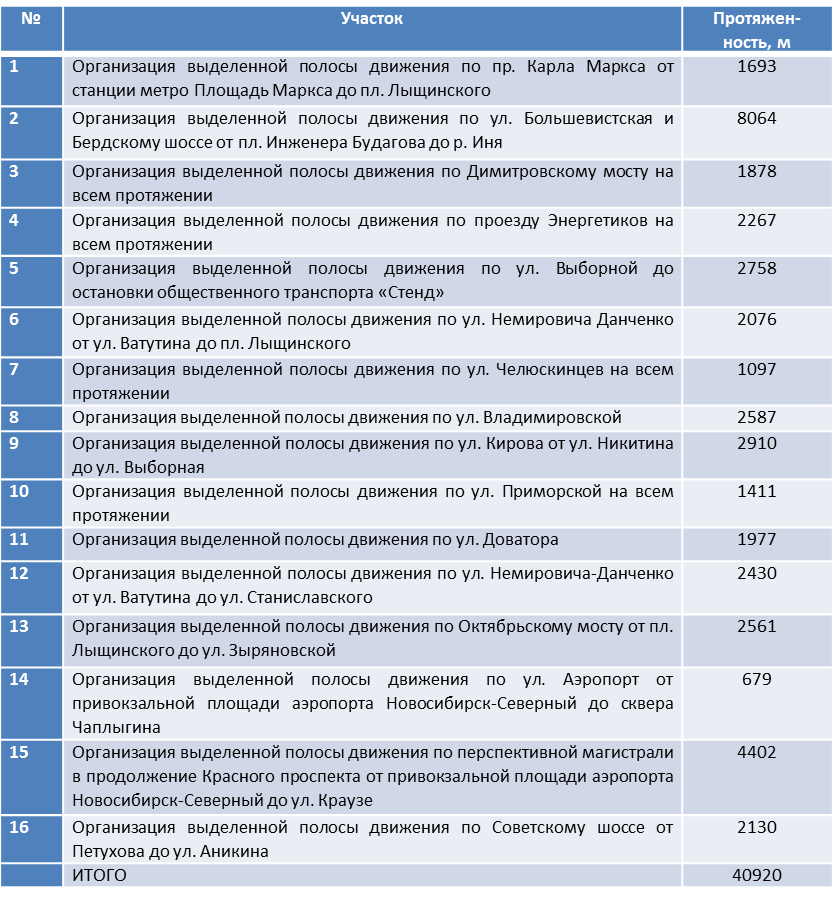 № Участок Протяжен-
ность, м
1 Организация выделенной полосы движения по пр. Карла Маркса от 1693
станции метро Площадь Маркса до пл. Лыщинского
2 Организация выделенной полосы движения по ул. Большевистская и 8064
Бердскому шоссе от пл. Инженера Будагова до р. Иня
3 Организация выделенной полосы движения по Димитровскому мосту на 1878
всем протяжении
4 Организация выделенной полосы движения по проезду Энергетиков на 2267
всем протяжении
5 Организация выделенной полосы движения по ул. Выборной до 2758
остановки общественного транспорта «Стенд»
6 Организация выделенной полосы движения по ул. Немировича Данченко 2076
от ул. Ватутина до пл. Лыщинского
7 Организация выделенной полосы движения по ул. Челюскинцев на всем 1097
протяжении
8 Организация выделенной полосы движения по ул. Владимировской 2587
9 Организация выделенной полосы движения по ул. Кирова от ул. Никитина 2910
до ул. Выборная
10 Организация выделенной полосы движения по ул. Приморской на всем 1411
протяжении
11 Организация выделенной полосы движения по ул. Доватора 1977
12 Организация выделенной полосы движения по ул. Немировича-Данченко 2430
от ул. Ватутина до ул. Станиславского
13 Организация выделенной полосы движения по Октябрьскому мосту от пл. 2561
Лыщинского до ул. Зыряновской
14 Организация выделенной полосы движения по ул. Аэропорт от 679
привокзальной площади аэропорта Новосибирск-Северный до сквера
Чаплыгина
15 Организация выделенной полосы движения по перспективной магистрали 4402
в продолжение Красного проспекта от привокзальной площади аэропорта
Новосибирск-Северный до ул. Краузе
16 Организация выделенной полосы движения по Советскому шоссе от 2130
Петухова до ул. Аникина
ИТОГО 40920